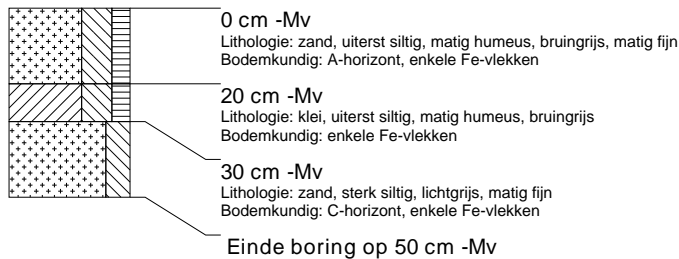 0 cm -Mv
Lithologie: zand, uiterst siltig, matig humeus, bruingrijs, matig fijn
Bodemkundig: A-horizont, enkele Fe-vlekken
20 cm -Mv
Lithologie: klei, uiterst siltig, matig humeus, bruingrijs
Bodemkundig: enkele Fe-vlekken
30 cm -Mv
Lithologie: zand, sterk siltig, lichtgrijs, matig fijn
Bodemkundig: C-horizont, enkele Fe-vlekken
Einde boring op 50 cm -Mv